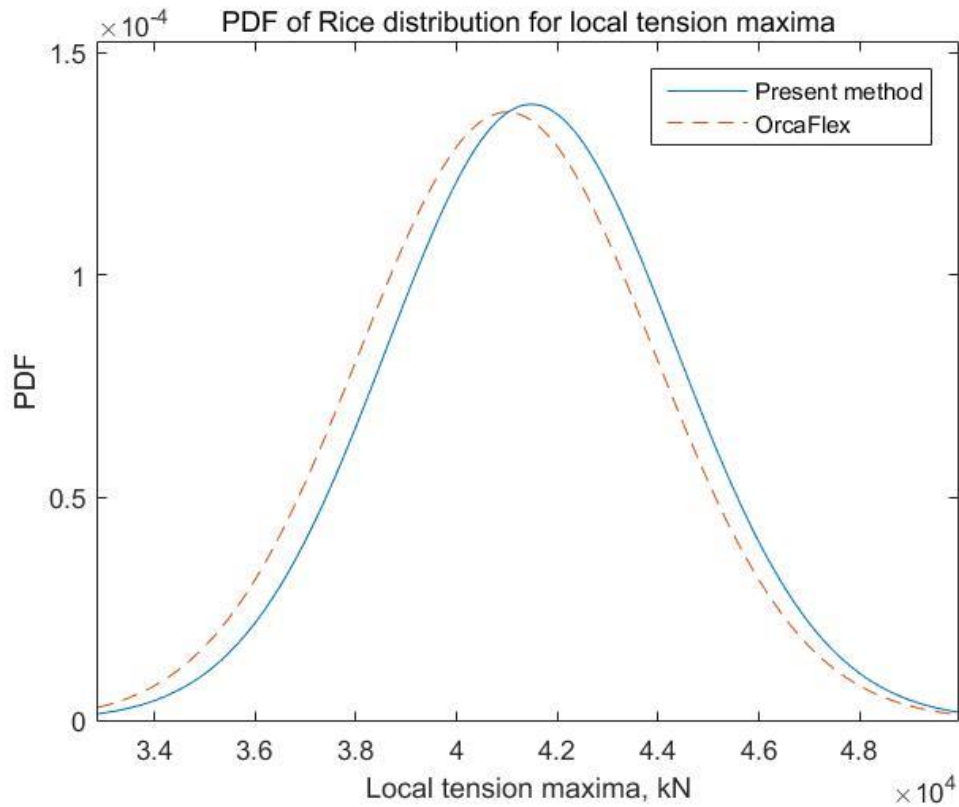 PDF of Rice distribution for local tension maxima
×10^-4
1.5
1
0.5
0
PDF
Present method
OrcaFlex
3.4
3.6
3.8
4
4.2
4.4
4.6
4.8
Local tension maxima, kN
×10^4